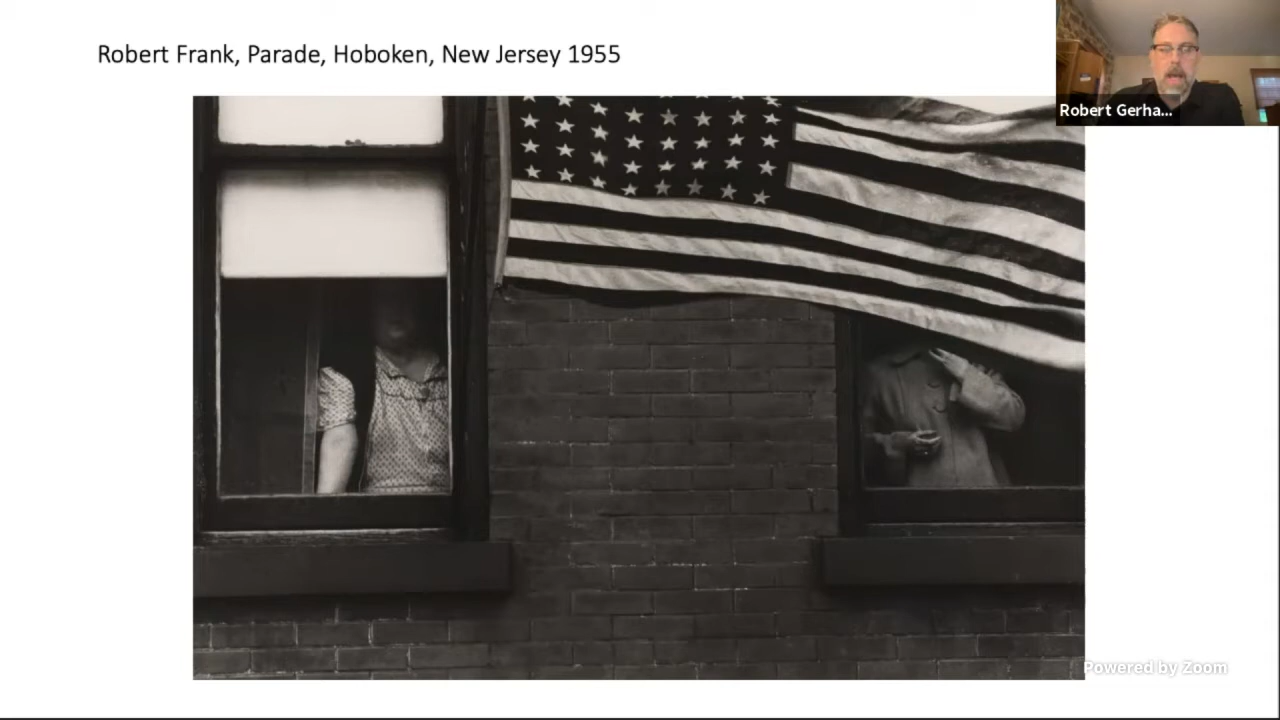 Robert Frank, Parade, Hoboken, New Jersey 1955
Robert Gerha...
Powered by Zoom